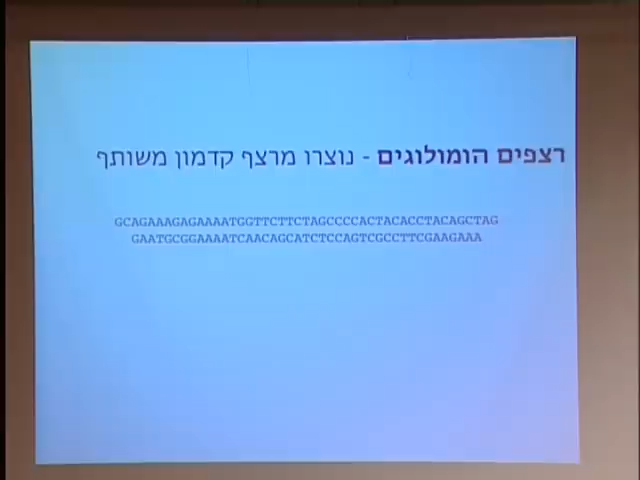 רצפים הומולוגים - נוצרו מרצף קדמון משותף
GCAGAAAGAGAAAATGGTTCTTCTAGCCCCACTACACCTACAGCTAG
GAATGCGGAAAATCAACAGCATCTCCAGTCGCCTTCGAAGAAA